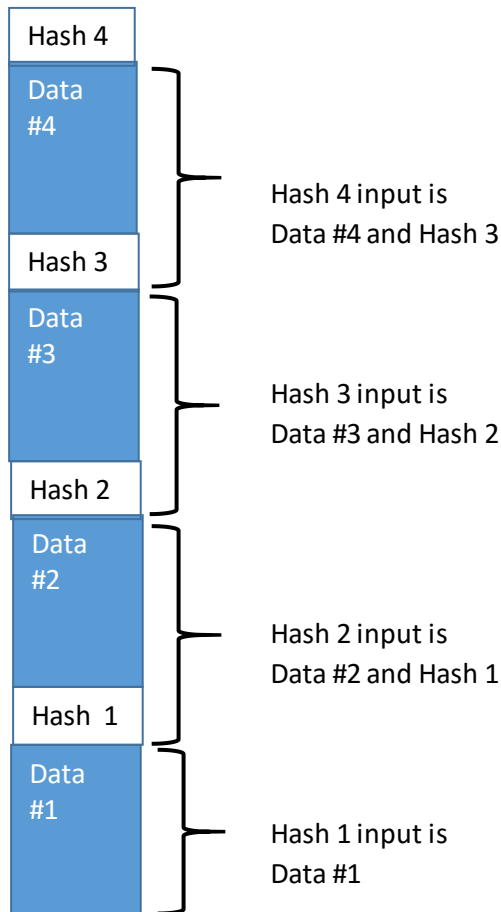 Hash 4
Data
#4
Hash 4 input is
Data #4 and Hash 3
Hash 3
Data
#3
Hash 3 input is
Data #3 and Hash 2
Hash 2
Data
#2
Hash 2 input is
Data #2 and Hash 1
Hash 1
Data
#1
Hash 1 input is
Data #1